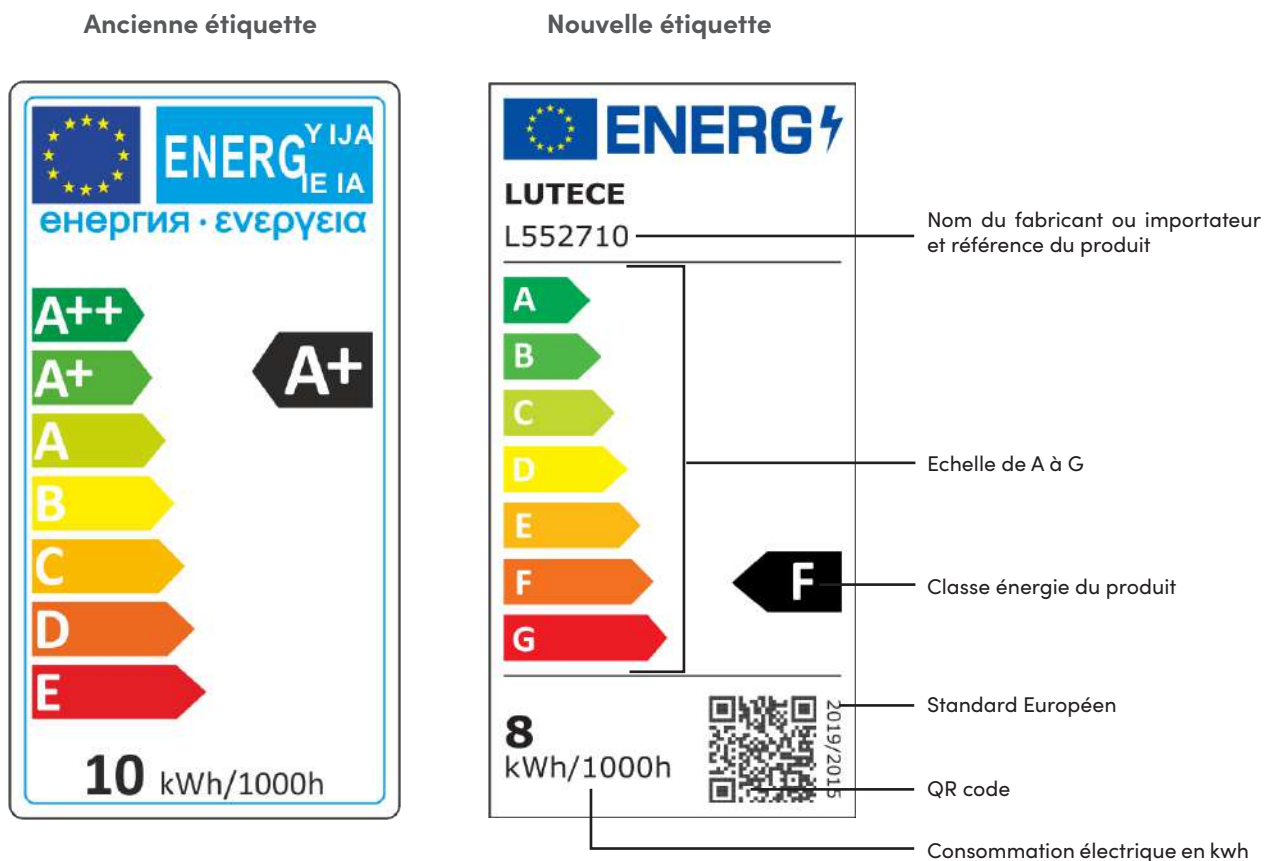 Ancienne étiquette
Nouvelle étiquette
ENERG
Y IJA
IE IA
енергия · ενεργεια
A++
A+
A
B
C
D
E
A+
10 kWh/1000h
ENERG
LUTECE
L552710
A
B
C
D
E
F
G
F
8
kWh/1000h
2019/2015
Nom du fabricant ou importateur
et référence du produit
Echelle de A à G
Classe énergie du produit
Standard Européen
QR code
Consommation électrique en kwh